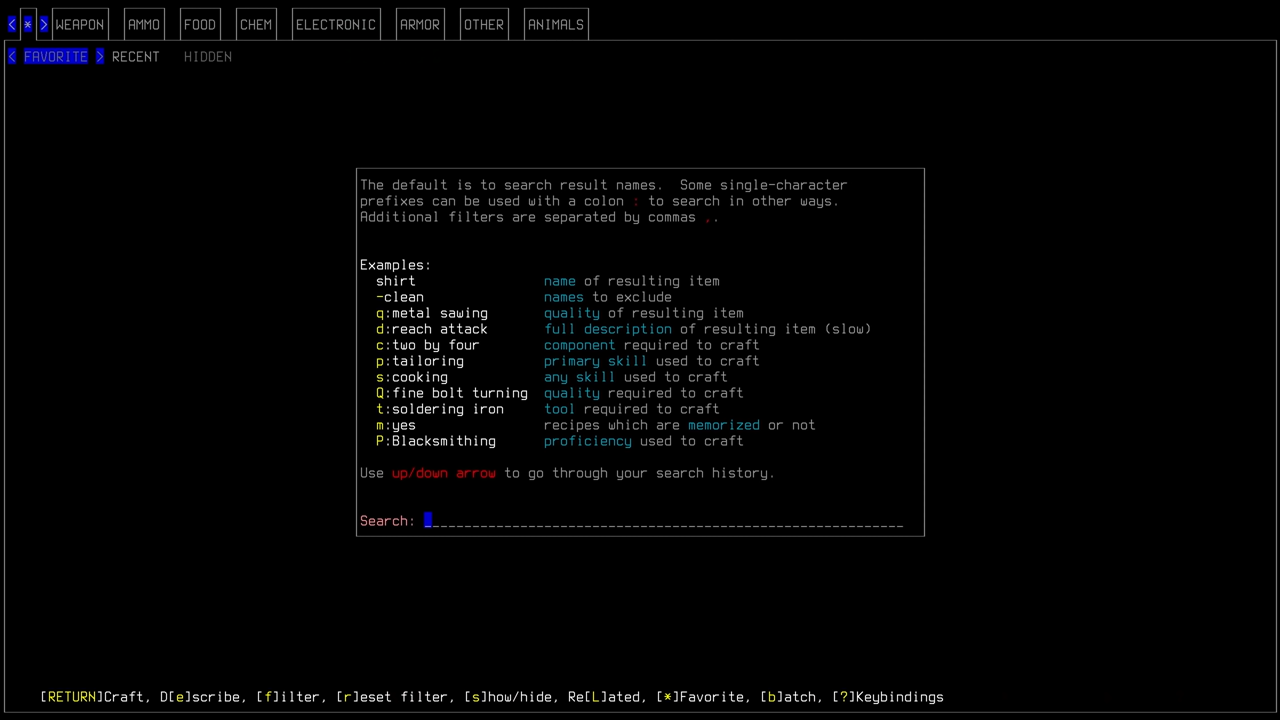 < * > WEAPON AMMO FOOD CHEM ELECTRONIC ARMOR OTHER ANIMALS
< FAVORITE > RECENT HIDDEN
The default is to search result names. Some single-character
prefixes can be used with a colon : to search in other ways.
Additional filters are separated by commas ,.
Examples:
shirt name of resulting item
-clean names to exclude
q:metal sawing quality of resulting item
d:reach attack full description of resulting item (slow)
c:two by four component required to craft
p:tailoring primary skill used to craft
s:cooking any skill used to craft
Q:fine bolt turning quality required to craft
t:soldering iron tool required to craft
m:yes recipes which are memorized or not
P:Blacksmithing proficiency used to craft
Use up/down arrow to go through your search history.
Search:
[RETURN]Craft, D[e]scribe, [f]ilter, [r]eset filter, [s]how/hide, Re[L]ated, [*]Favorite, [b]atch, [?]Keybindings